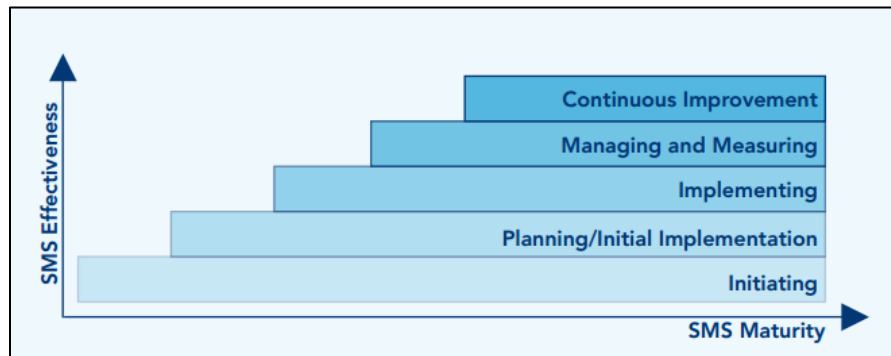 SMS Effectiveness
Continuous Improvement
Managing and Measuring
Implementing
Planning/Initial Implementation
Initiating
SMS Maturity